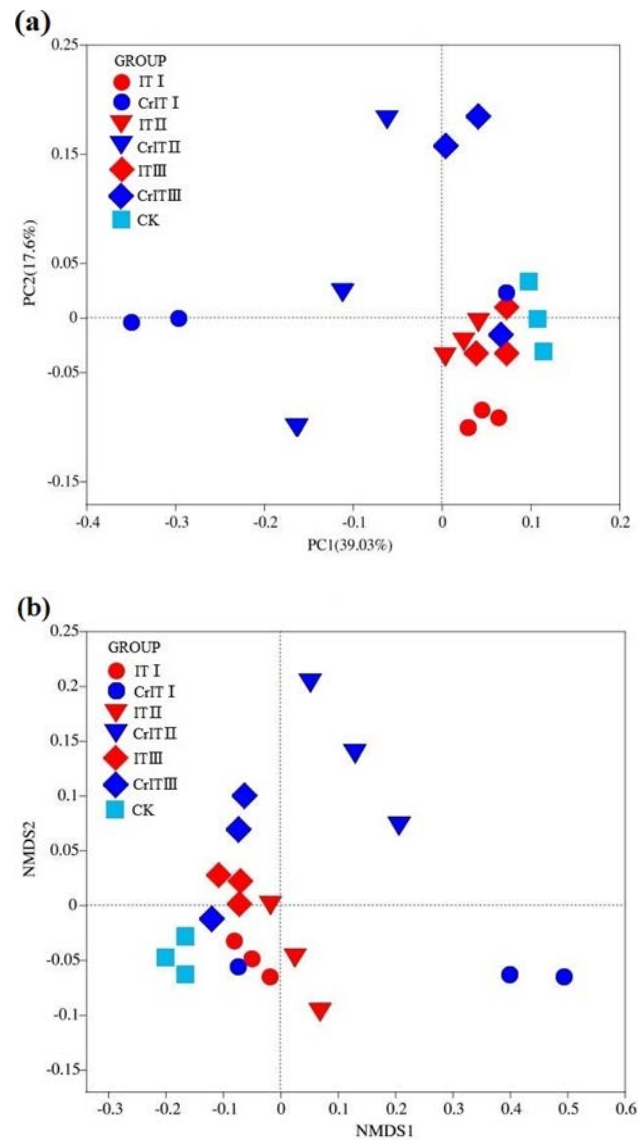 (a)
0.25
GROUP
IT Ⅰ
CrIT Ⅰ
ITⅡ
CrITⅡ
ITⅢ
CrITⅢ
CK
0.15
0.05
0
-0.05
-0.15
PC2(17.6%)
-0.4 -0.3 -0.2 -0.1 0 0.1 0.2
PC1(39.03%)
(b)
0.25
GROUP
IT Ⅰ
CrIT Ⅰ
ITⅡ
CrITⅡ
ITⅢ
CrITⅢ
CK
0.2
0.15
0.1
0.05
0
-0.05
-0.1
-0.15
NMDS2
-0.3 -0.2 -0.1 0 0.1 0.2 0.3 0.4 0.5 0.6
NMDS1